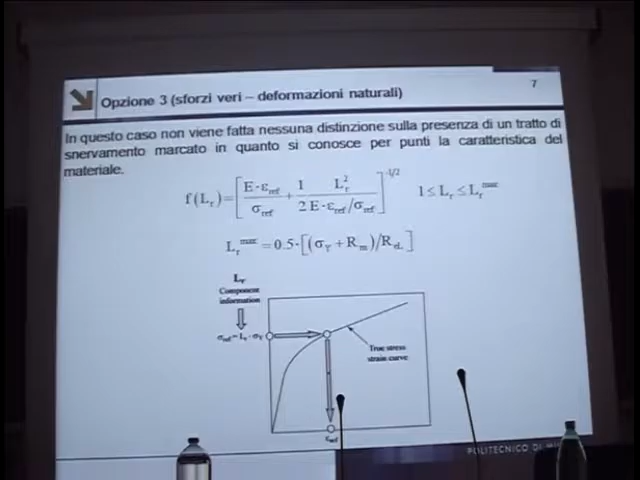 7
Opzione 3 (sforzi veri – deformazioni naturali)
In questo caso non viene fatta nessuna distinzione sulla presenza di un tratto di
snervamento marcato in quanto si conosce per punti la caratteristica del
materiale.
f(Lr)=[E·εref/σref + 1/2 Lr²/(E·εref/σref)]^-1/2 1≤Lr≤Lr^max
Lr^max=0.5·[(σY+Rm)/ReL]
Lr
Component
information
σref=Lr·σY
True stress
strain curve
εref
POLITECNICO DI